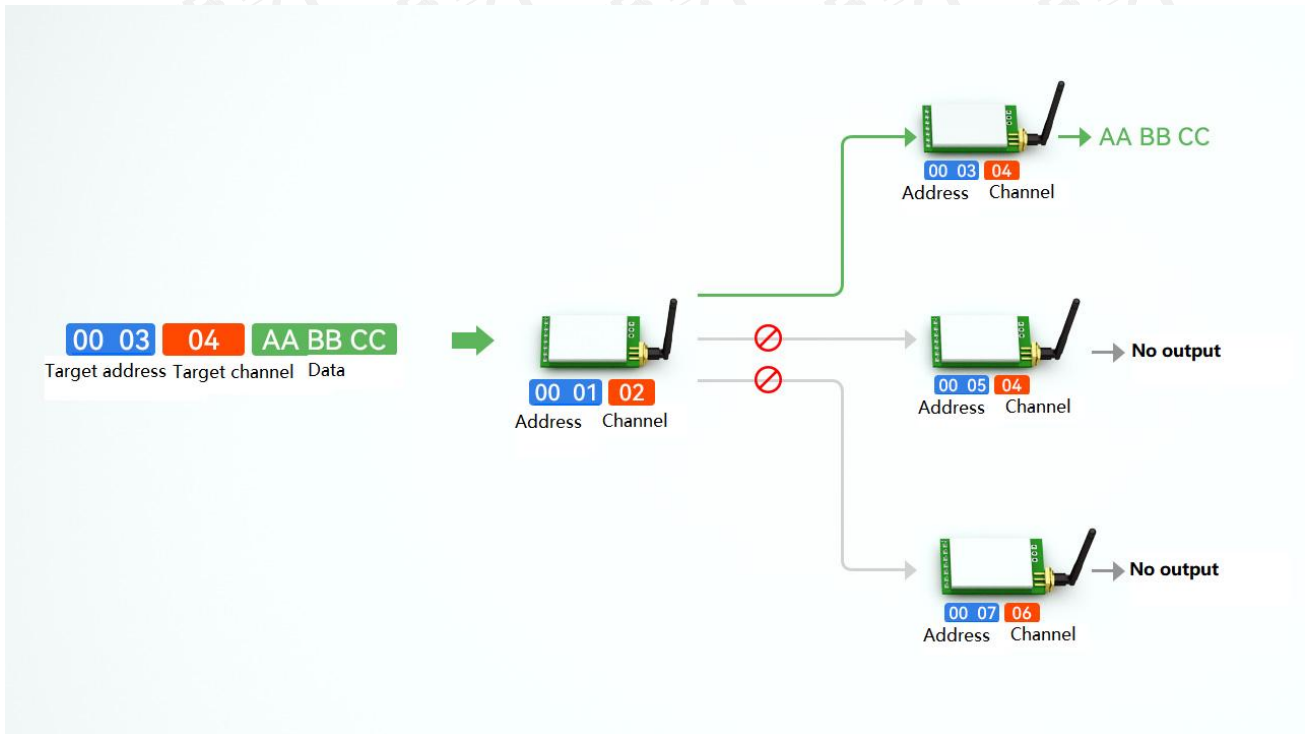 00 03 04 AA BB CC
Target address Target channel Data
00 01 02
Address Channel
AA BB CC
00 03 04
Address Channel
No output
00 05 04
Address Channel
No output
00 07 06
Address Channel